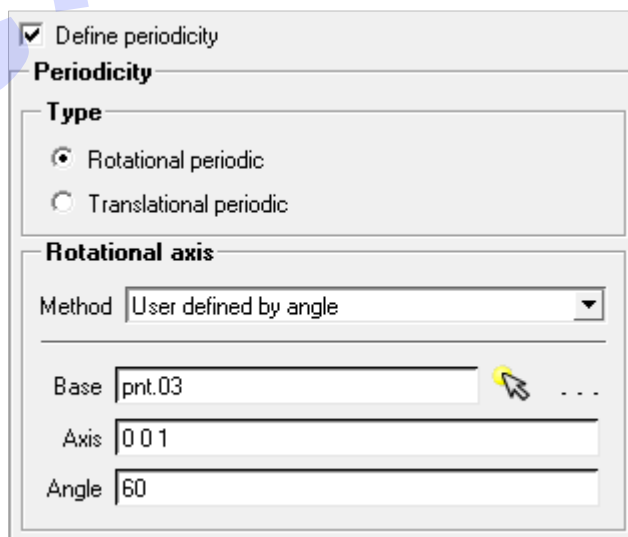 Define periodicity
Periodicity
Type
Rotational periodic
Translational periodic
Rotational axis
Method User defined by angle
Base pnt.03 ...
Axis 0 0 1
Angle 60